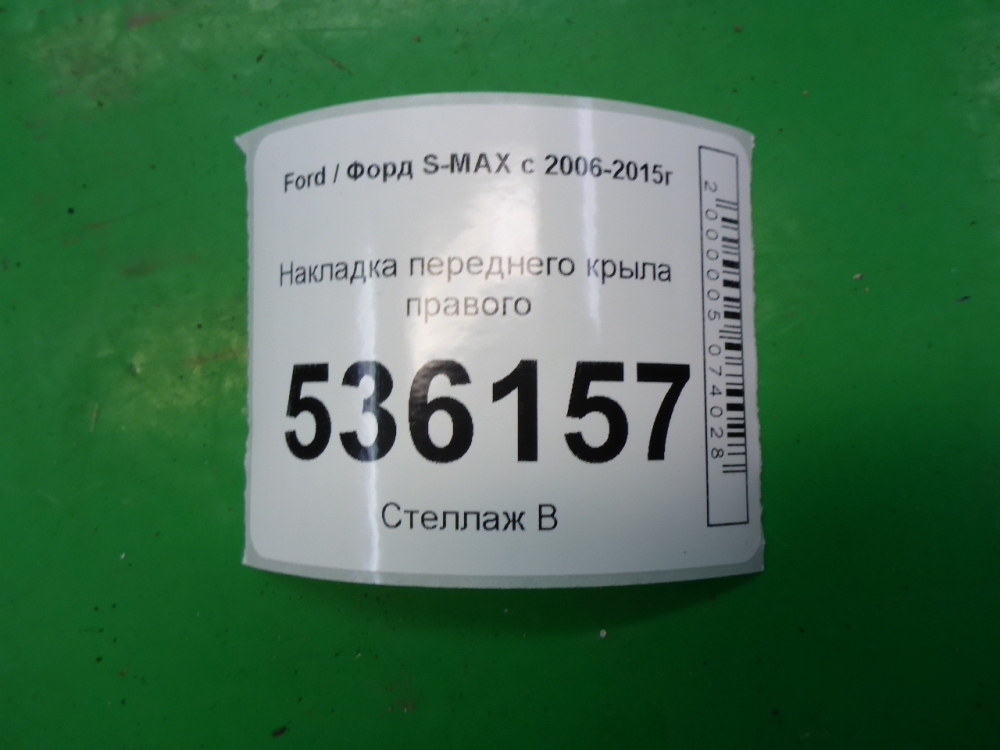 Ford / Форд S-MAX с 2006-2015г
Накладка переднего крыла
правого
536157
Стеллаж В
2000005074028